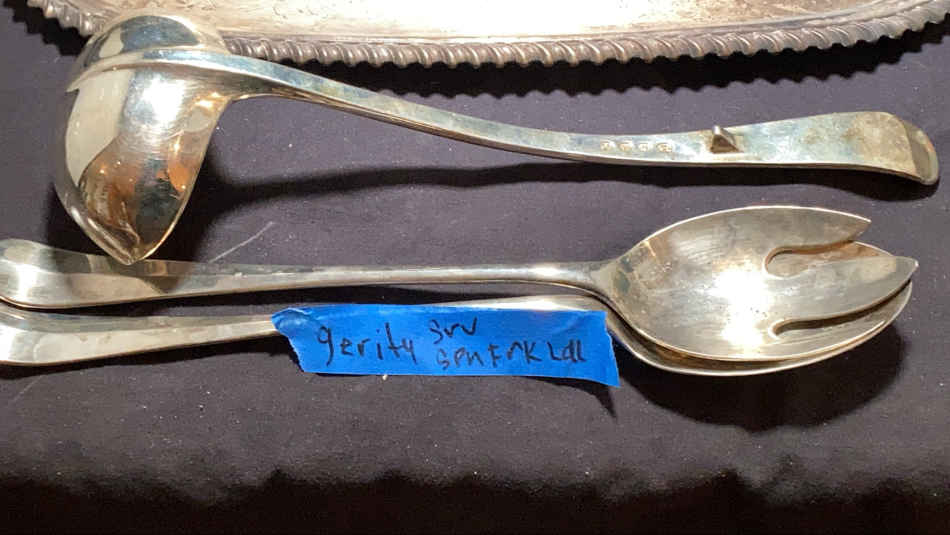 gerity srv
spn FrK Ldl